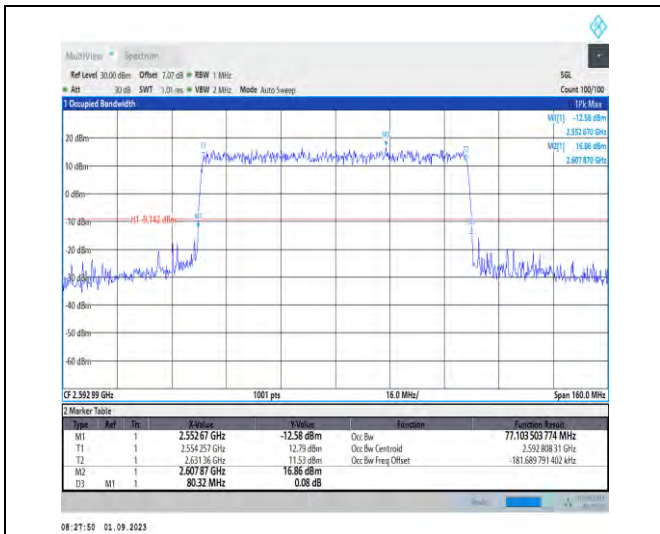 MultiView Spectrum
Ref Level 30.00 dBm Offset 7.07 dB RBW 1 MHz SGL
Att 30 dB SWT 1.01 ms VBW 2 MHz Mode Auto Sweep Count 100/100
1 Occupied Bandwidth 1Pk Max
M1[1] -12.58 dBm
2.552 670 GHz
M2[1] 16.86 dBm
2.607 870 GHz
20 dBm
M2
T1
10 dBm
0 dBm
-10 dBm
H1 -9.142 dBm
M1
-20 dBm
-40 dBm
-50 dBm
-60 dBm
CF 2.592 99 GHz 1001 pts 16.0 MHz/ Span 160.0 MHz
2 Marker Table
Type Ref Trc X-Value Y-Value Function Function Result
M1 1 2.552 67 GHz -12.58 dBm Occ Bw 77.103 503 774 MHz
T1 1 2.554 257 GHz 12.79 dBm Occ Bw Centroid 2.592 808 31 GHz
T2 1 2.631 36 GHz 11.53 dBm Occ Bw Freq Offset -181.689 791 402 kHz
M2 1 2.607 87 GHz 16.86 dBm
D3 M1 1 80.32 MHz 0.08 dB
08:27:50 01.09.2023